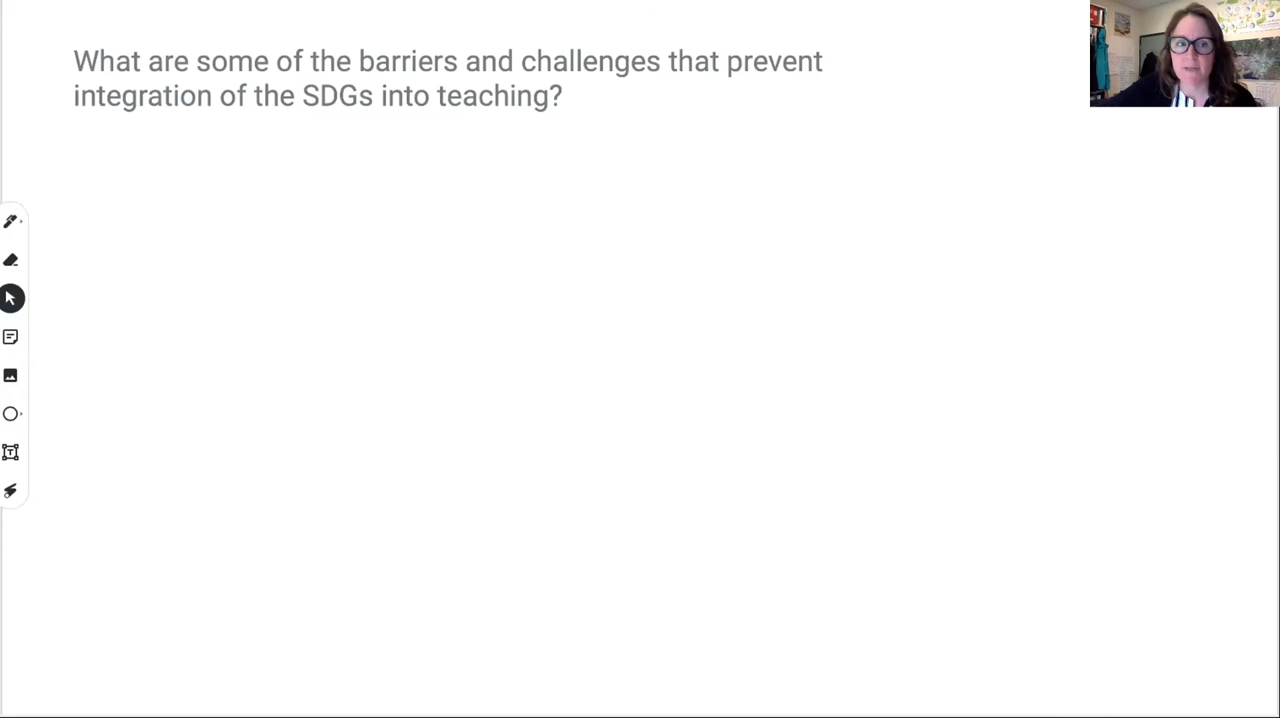 What are some of the barriers and challenges that prevent
integration of the SDGs into teaching?